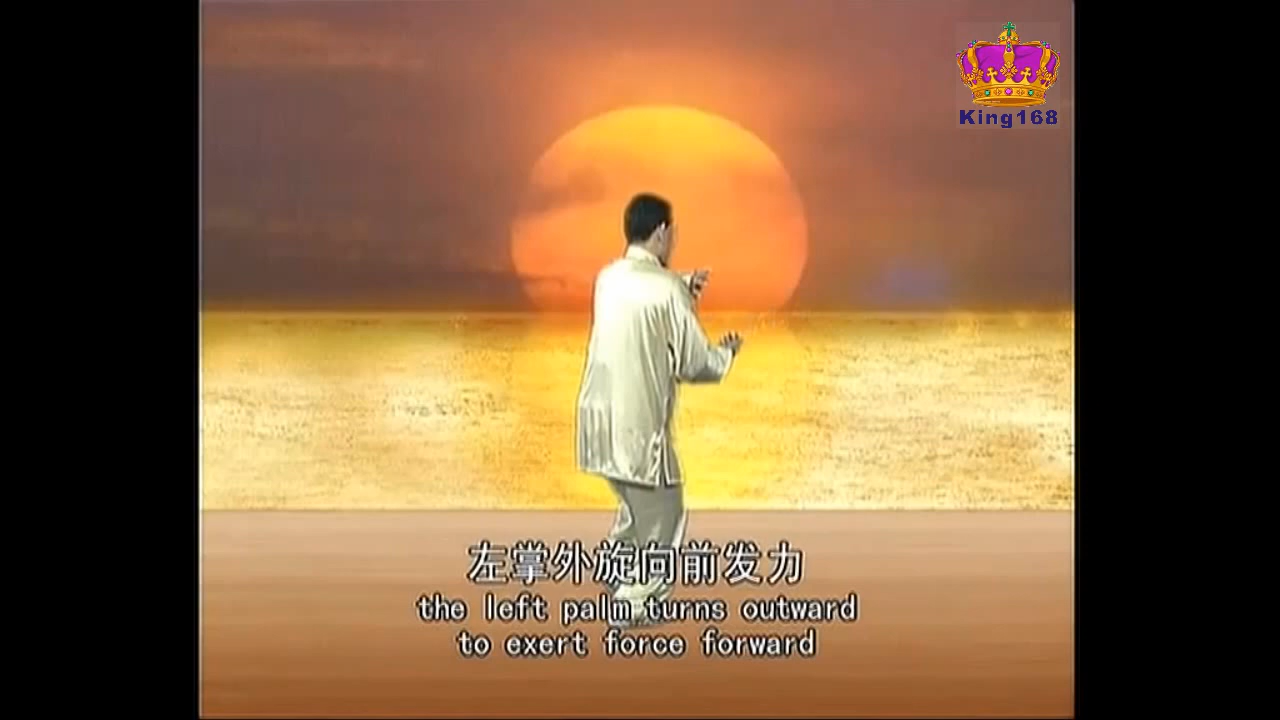 King168
左掌外旋向前发力
the left palm turns outward
to exert force forward